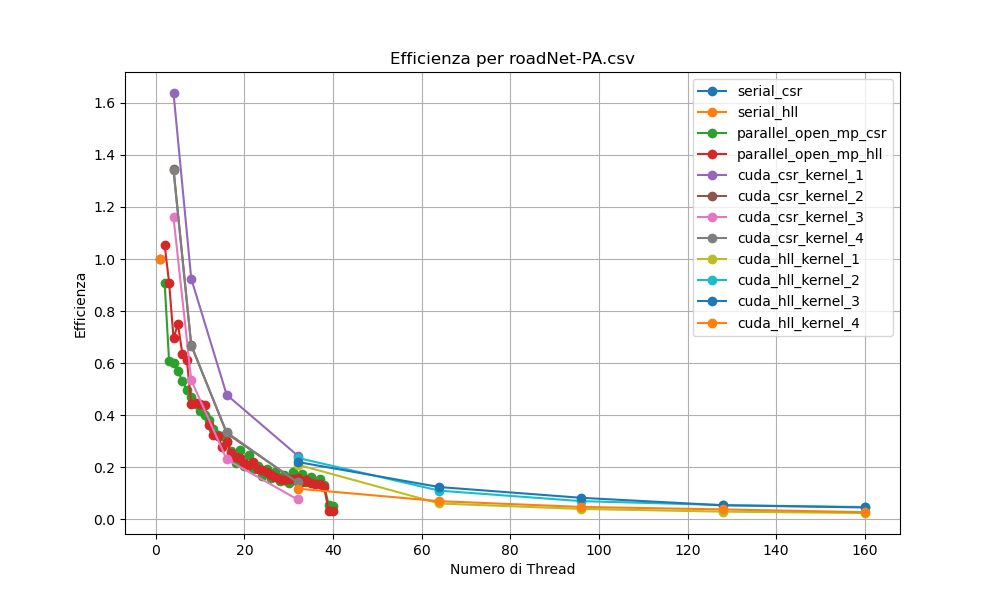 Efficienza per roadNet-PA.csv
serial_csr
serial_hll
parallel_open_mp_csr
parallel_open_mp_hll
cuda_csr_kernel_1
cuda_csr_kernel_2
cuda_csr_kernel_3
cuda_csr_kernel_4
cuda_hll_kernel_1
cuda_hll_kernel_2
cuda_hll_kernel_3
cuda_hll_kernel_4
Efficienza
1.6
1.4
1.2
1.0
0.8
0.6
0.4
0.2
0.0
0 20 40 60 80 100 120 140 160
Numero di Thread